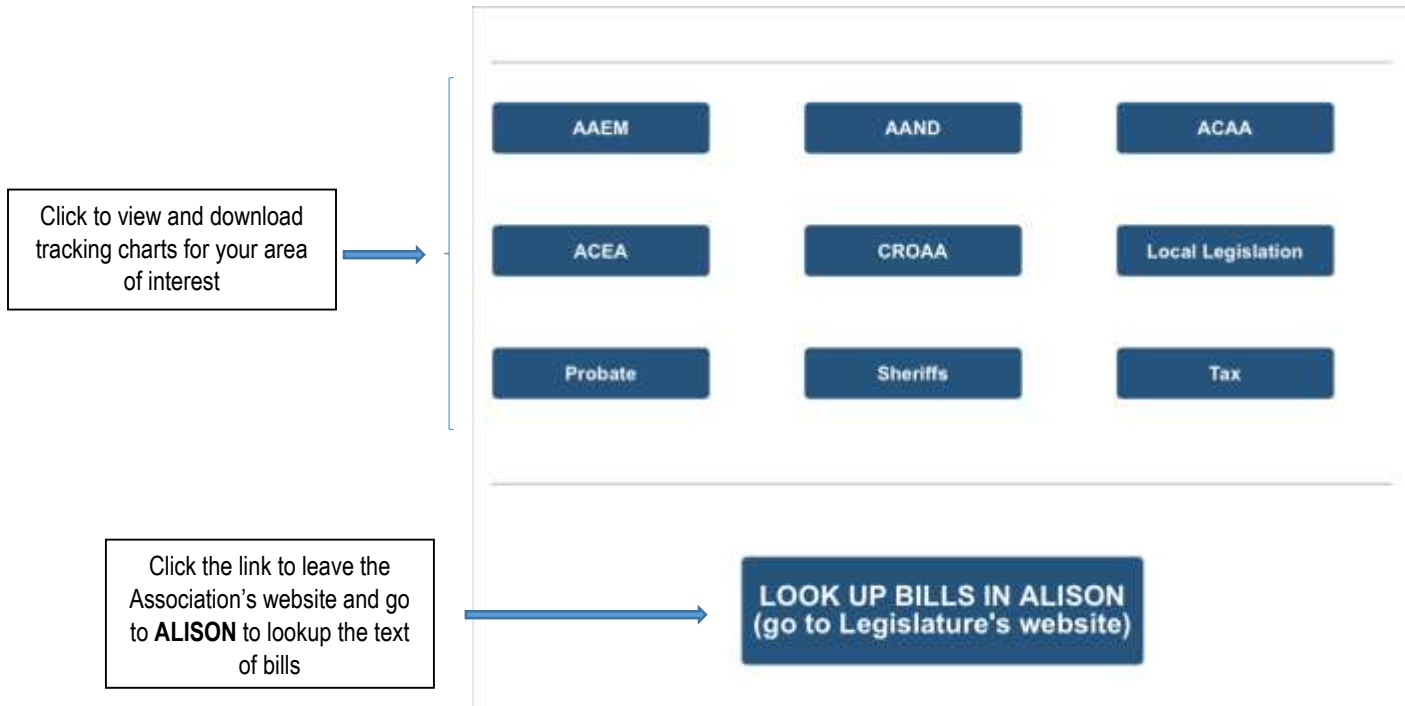 AAEM
AAND
ACAA
Click to view and download
tracking charts for your area
of interest
ACEA
CROAA
Local Legislation
Probate
Sheriffs
Tax
Click the link to leave the
Association’s website and go
to ALISON to lookup the text
of bills
LOOK UP BILLS IN ALISON
(go to Legislature's website)